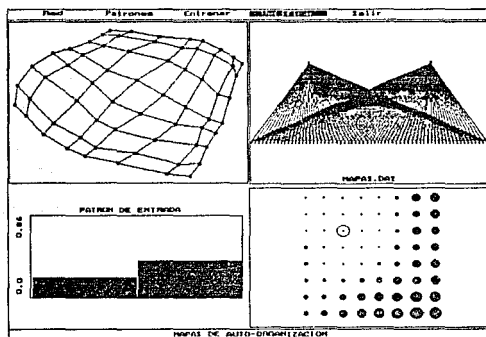 Red Patrones Entrenar Salir
MAPA1.DAT
PATRON DE ENTRADA
0.86
0.0
MAPAS DE AUTO-ORGANIZACION